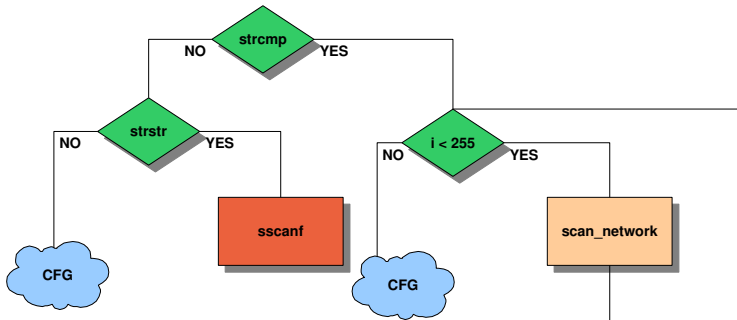 strcmp
NO
YES
strstr
NO
YES
i < 255
NO
YES
sscanf
scan_network
CFG
CFG